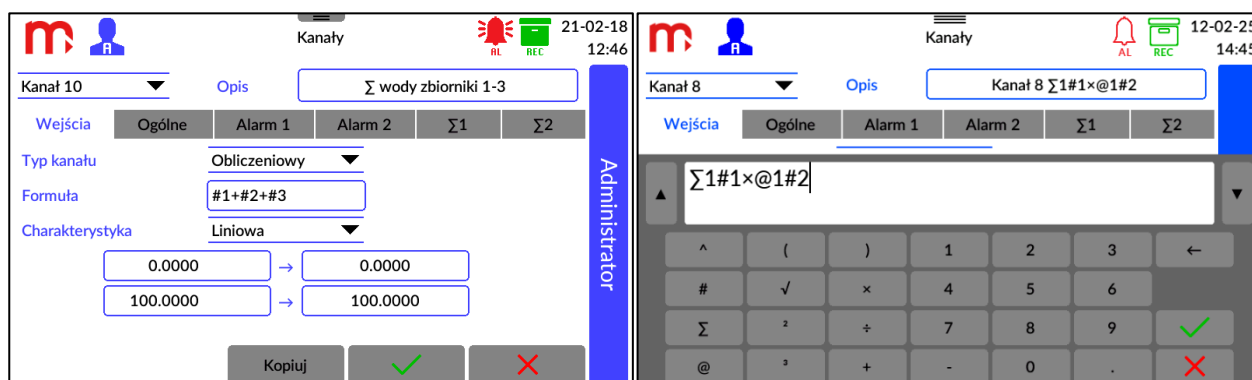 Kanały
A
AL
REC
21-02-18
12:46
Kanał 10
Opis
∑ wody zbiorniki 1-3
Wejścia Ogólne Alarm 1 Alarm 2 ∑1 ∑2
Typ kanału Obliczeniowy
Formuła #1+#2+#3
Charakterystyka Liniowa
0.0000 → 0.0000
100.0000 → 100.0000
Kopiuj
Administrator
Kanały
A
AL
REC
12-02-25
14:45
Kanał 8
Opis
Kanał 8 ∑1#1×@1#2
Wejścia Ogólne Alarm 1 Alarm 2 ∑1 ∑2
∑1#1×@1#2
^ ( ) 1 2 3 ←
# √ × 4 5 6
∑ ² ÷ 7 8 9
@ ³ + - 0 .